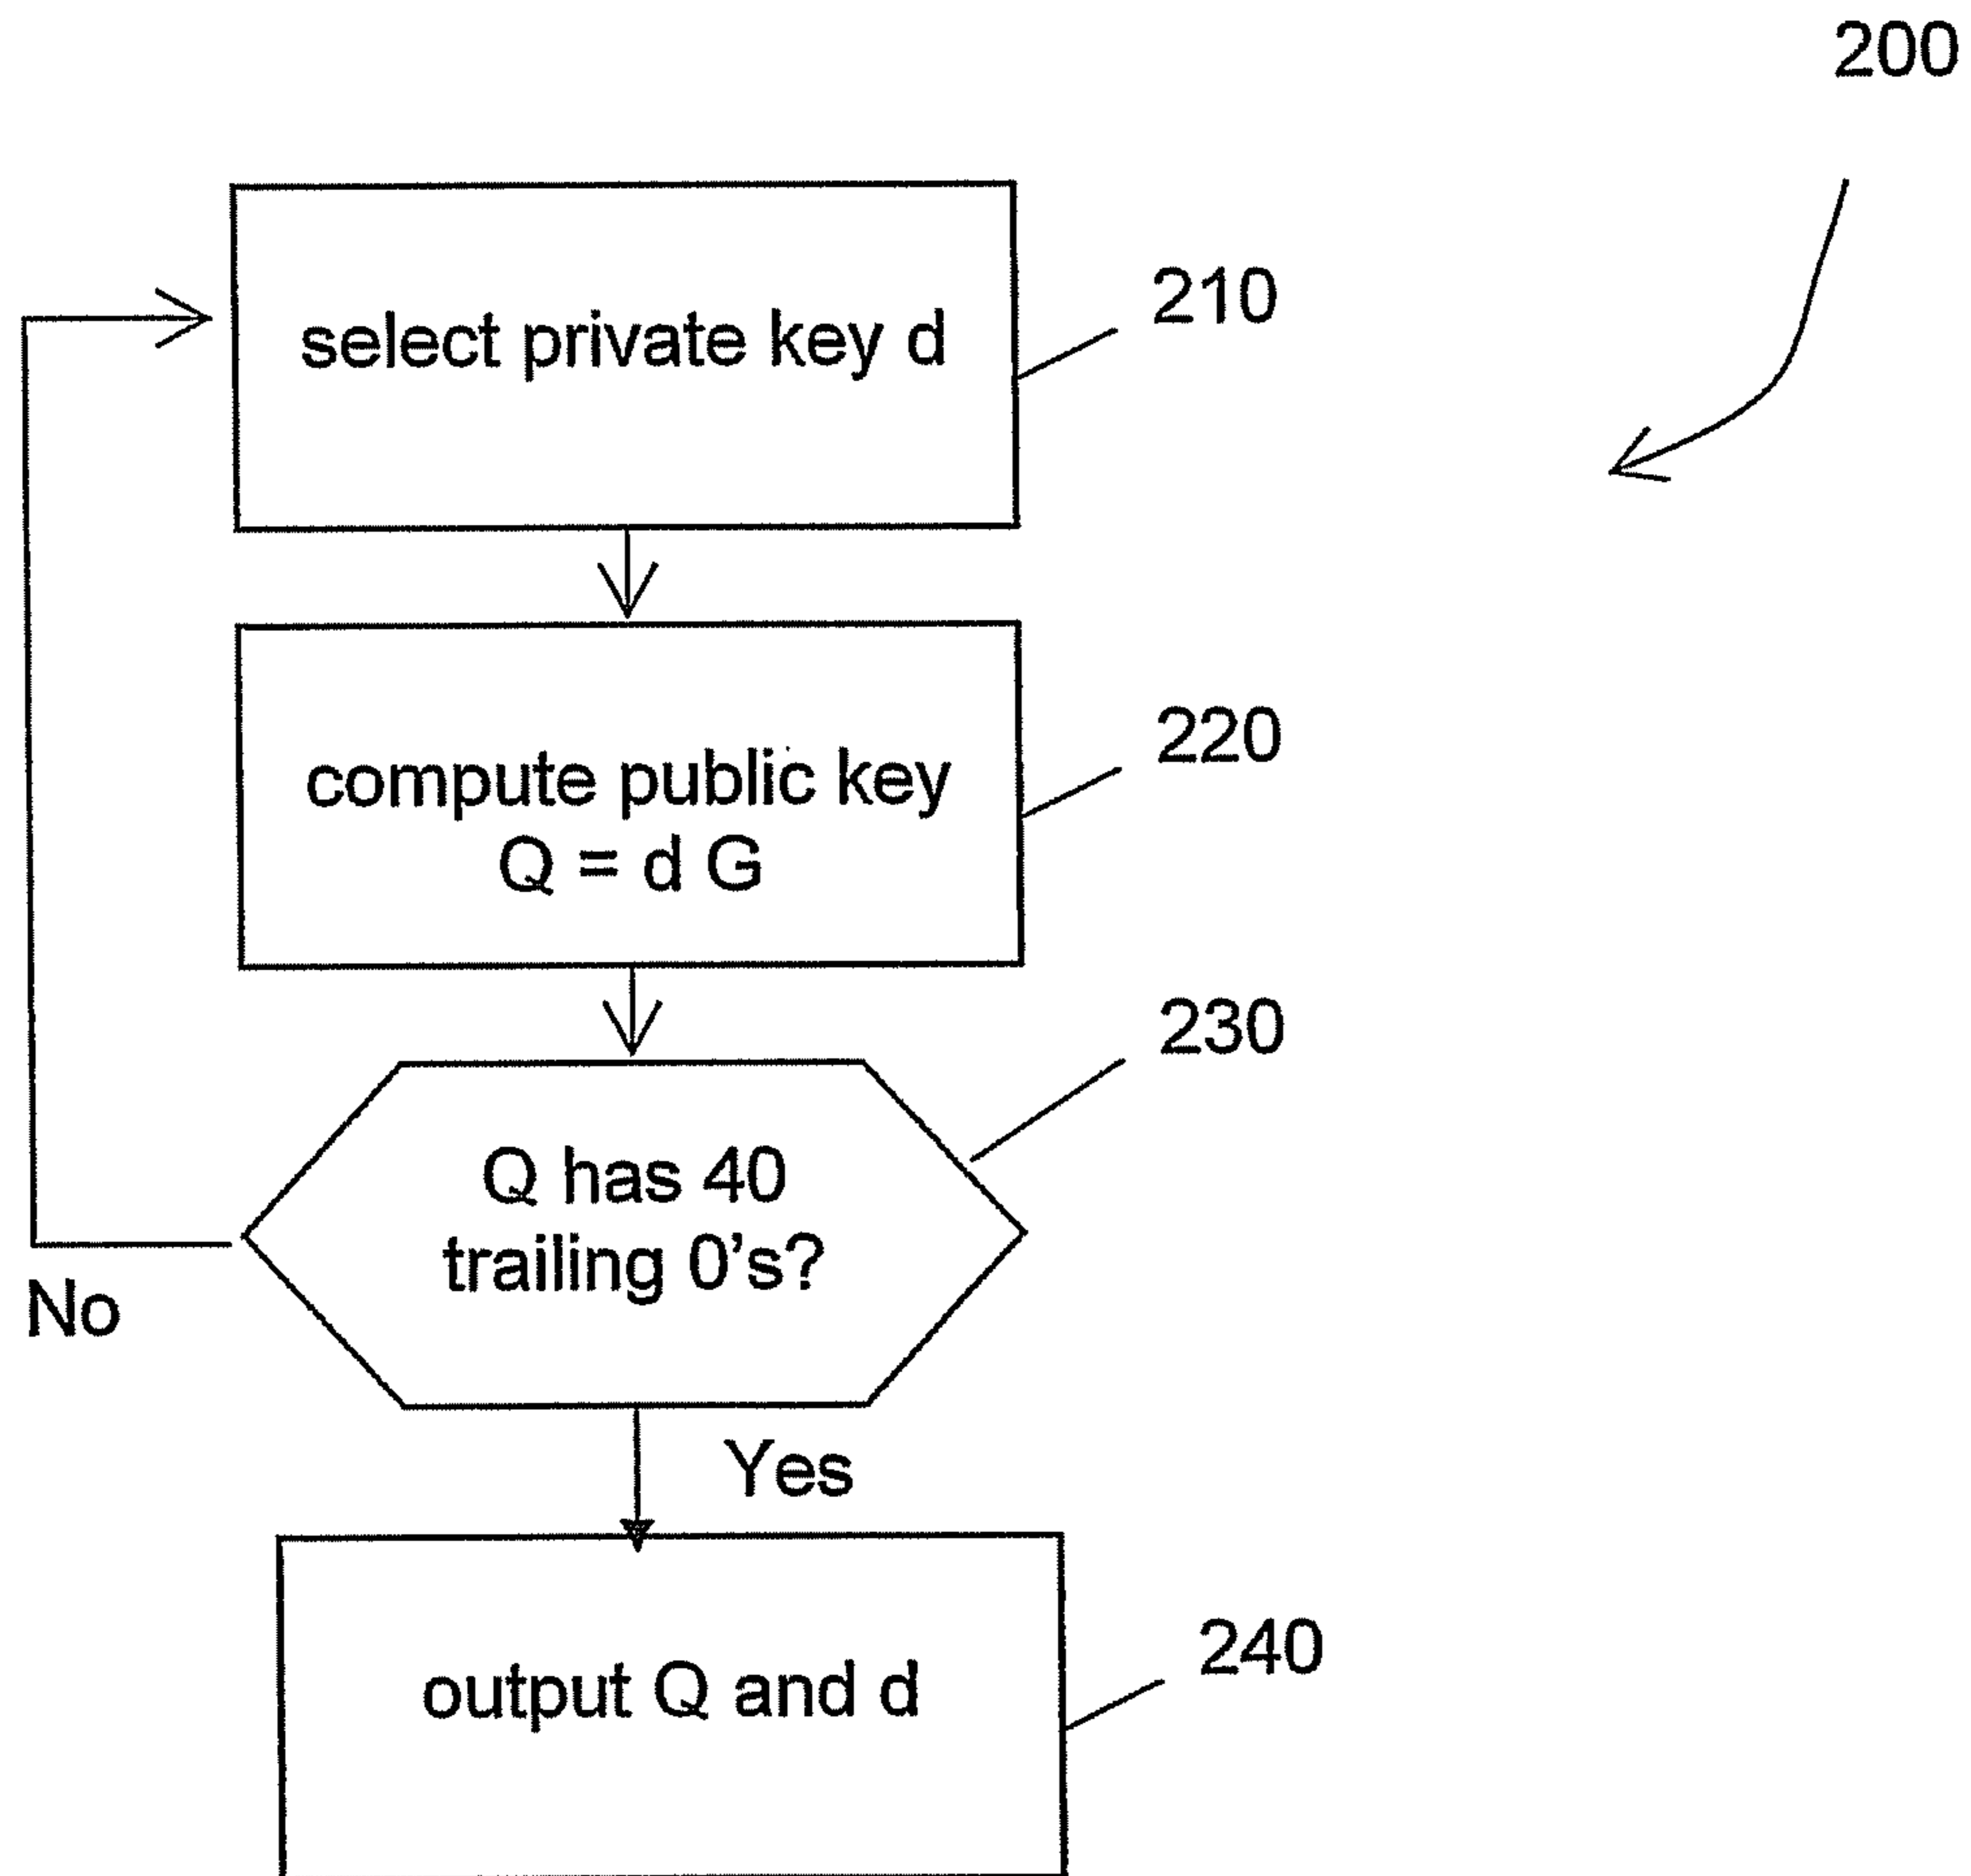 200
select private key d
210
compute public key
Q = d G
220
Q has 40
trailing 0's?
230
No
Yes
output Q and d
240